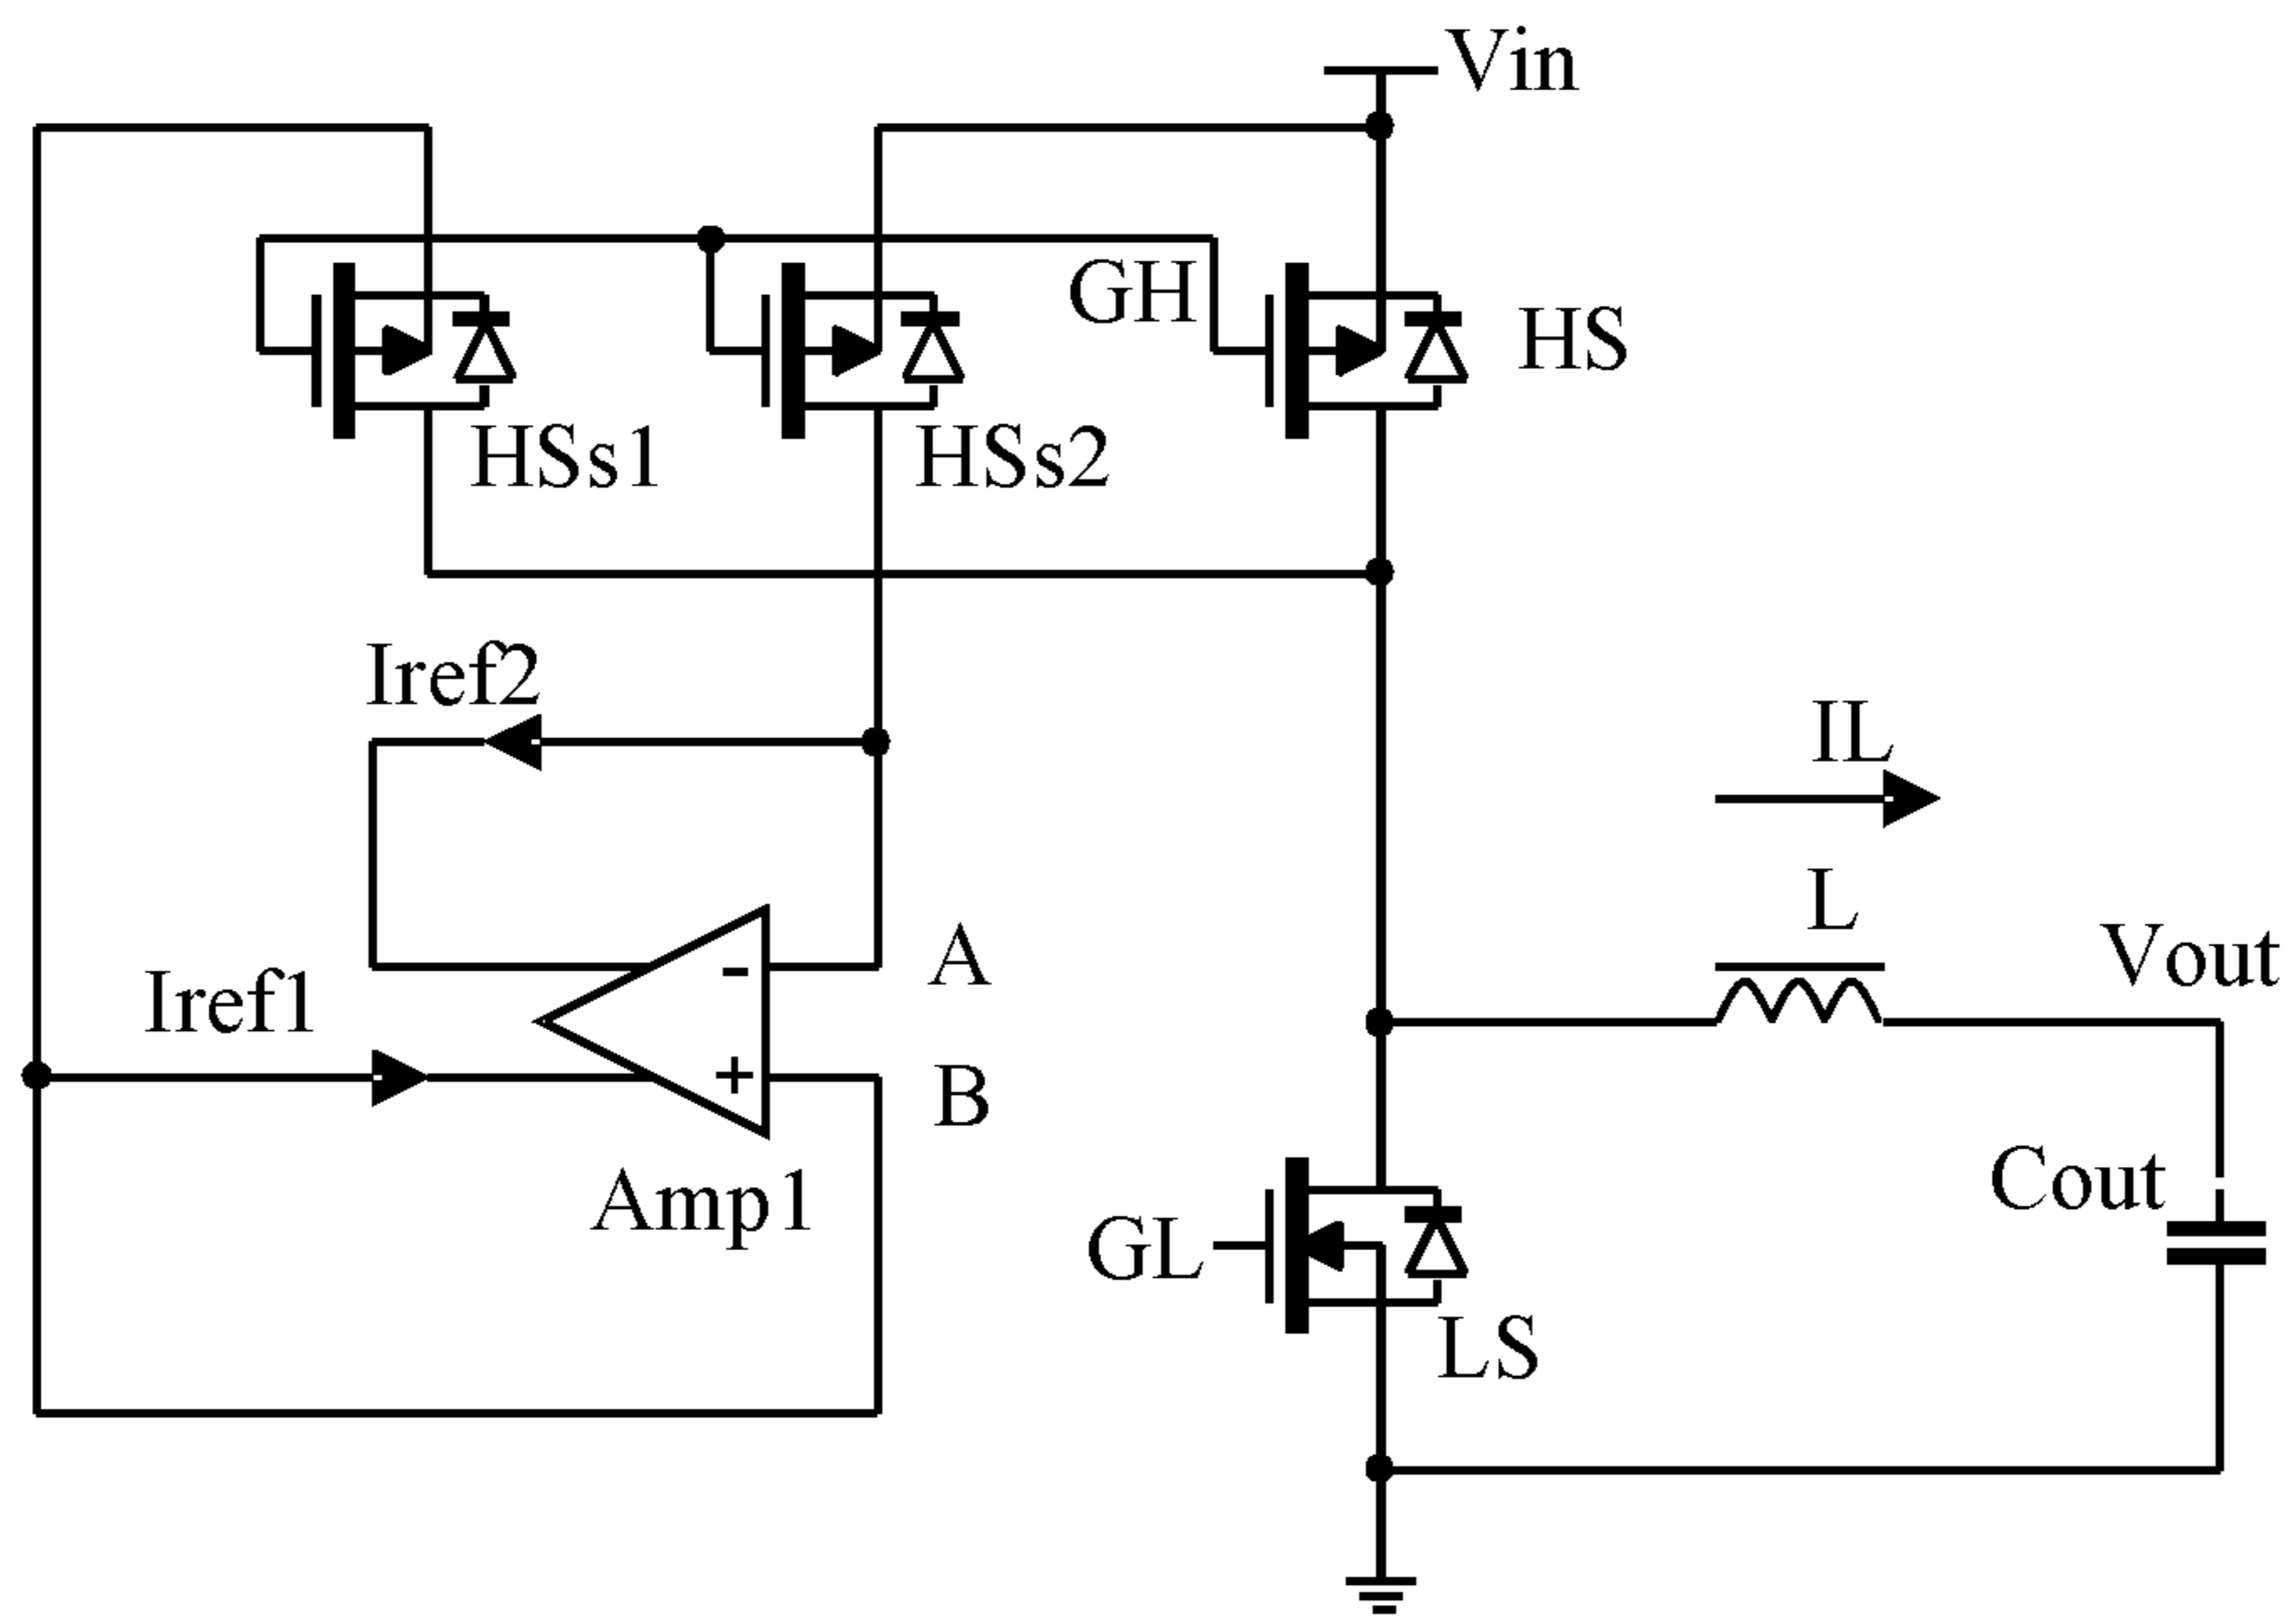 Vin
GH
HS
HSs1
HSs2
Iref2
IL
L
Vout
A
-
Iref1
+
B
Amp1
Cout
GL
LS